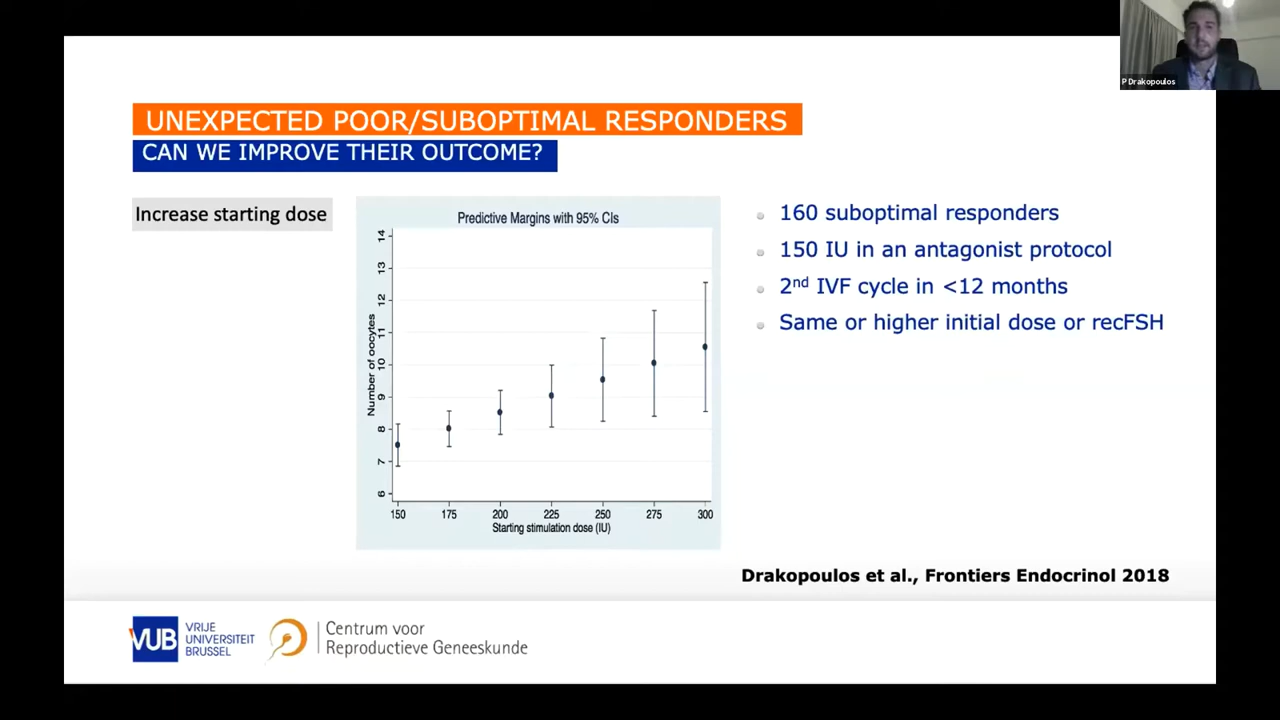 P Drakopoulos
UNEXPECTED POOR/SUBOPTIMAL RESPONDERS
CAN WE IMPROVE THEIR OUTCOME?
Increase starting dose
Predictive Margins with 95% CIs
14
13
12
11
10
9
8
7
6
Number of oocytes
150 175 200 225 250 275 300
Starting stimulation dose (IU)
160 suboptimal responders
150 IU in an antagonist protocol
2nd IVF cycle in <12 months
Same or higher initial dose or recFSH
Drakopoulos et al., Frontiers Endocrinol 2018
VUB
VRIJE
UNIVERSITEIT
BRUSSEL
Centrum voor
Reproductieve Geneeskunde